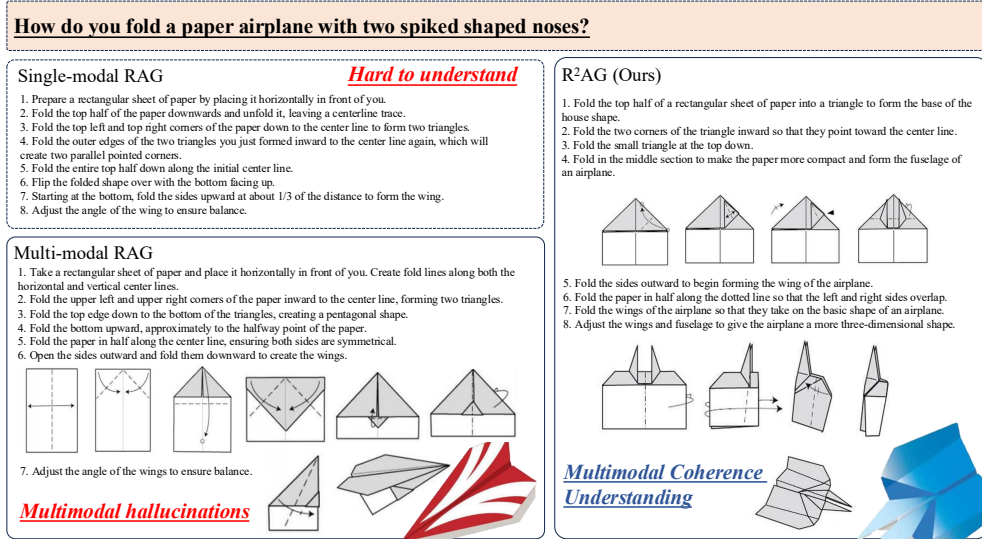 How do you fold a paper airplane with two spiked shaped noses?
Single-modal RAG
Hard to understand
1. Prepare a rectangular sheet of paper by placing it horizontally in front of you.
2. Fold the top half of the paper downwards and unfold it, leaving a centerline trace.
3. Fold the top left and top right corners of the paper down to the center line to form two triangles.
4. Fold the outer edges of the two triangles you just formed inward to the center line again, which will
create two parallel pointed corners.
5. Fold the entire top half down along the initial center line.
6. Flip the folded shape over with the bottom facing up.
7. Starting at the bottom, fold the sides upward at about 1/3 of the distance to form the wing.
8. Adjust the angle of the wing to ensure balance.
Multi-modal RAG
1. Take a rectangular sheet of paper and place it horizontally in front of you. Create fold lines along both the
horizontal and vertical center lines.
2. Fold the upper left and upper right corners of the paper inward to the center line, forming two triangles.
3. Fold the top edge down to the bottom of the triangles, creating a pentagonal shape.
4. Fold the bottom upward, approximately to the halfway point of the paper.
5. Fold the paper in half along the center line, ensuring both sides are symmetrical.
6. Open the sides outward and fold them downward to create the wings.
7. Adjust the angle of the wings to ensure balance.
Multimodal hallucinations
R²AG (Ours)
1. Fold the top half of a rectangular sheet of paper into a triangle to form the base of the
house shape.
2. Fold the two corners of the triangle inward so that they point toward the center line.
3. Fold the small triangle at the top down.
4. Fold in the middle section to make the paper more compact and form the fuselage of
an airplane.
5. Fold the sides outward to begin forming the wing of the airplane.
6. Fold the paper in half along the dotted line so that the left and right sides overlap.
7. Fold the wings of the airplane so that they take on the basic shape of an airplane.
8. Adjust the wings and fuselage to give the airplane a more three-dimensional shape.
Multimodal Coherence
Understanding